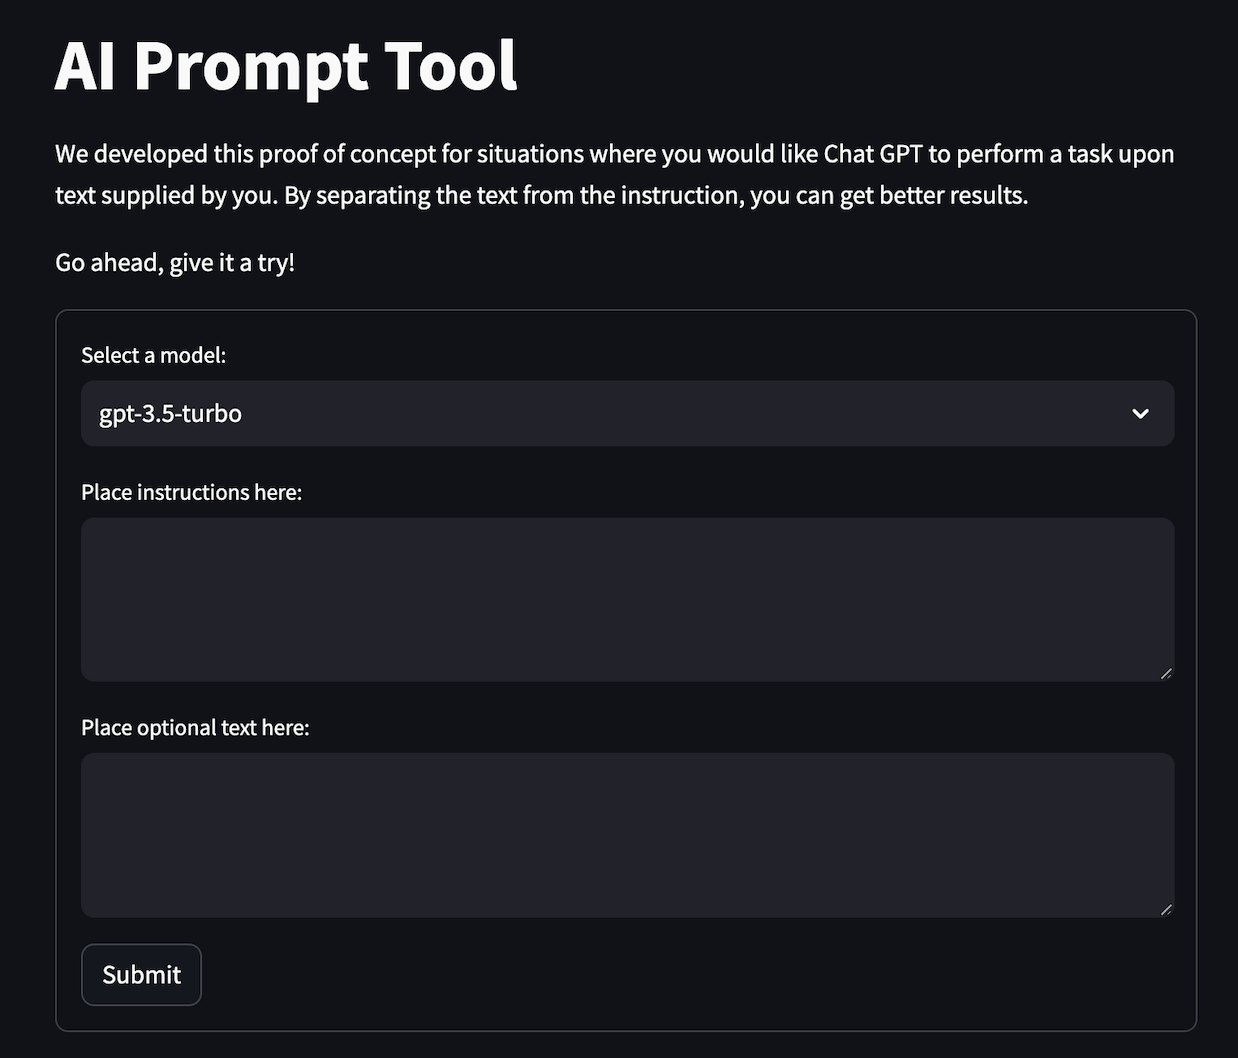 AI Prompt Tool
We developed this proof of concept for situations where you would like Chat GPT to perform a task upon
text supplied by you. By separating the text from the instruction, you can get better results.
Go ahead, give it a try!
Select a model:
gpt-3.5-turbo
Place instructions here:
Place optional text here:
Submit